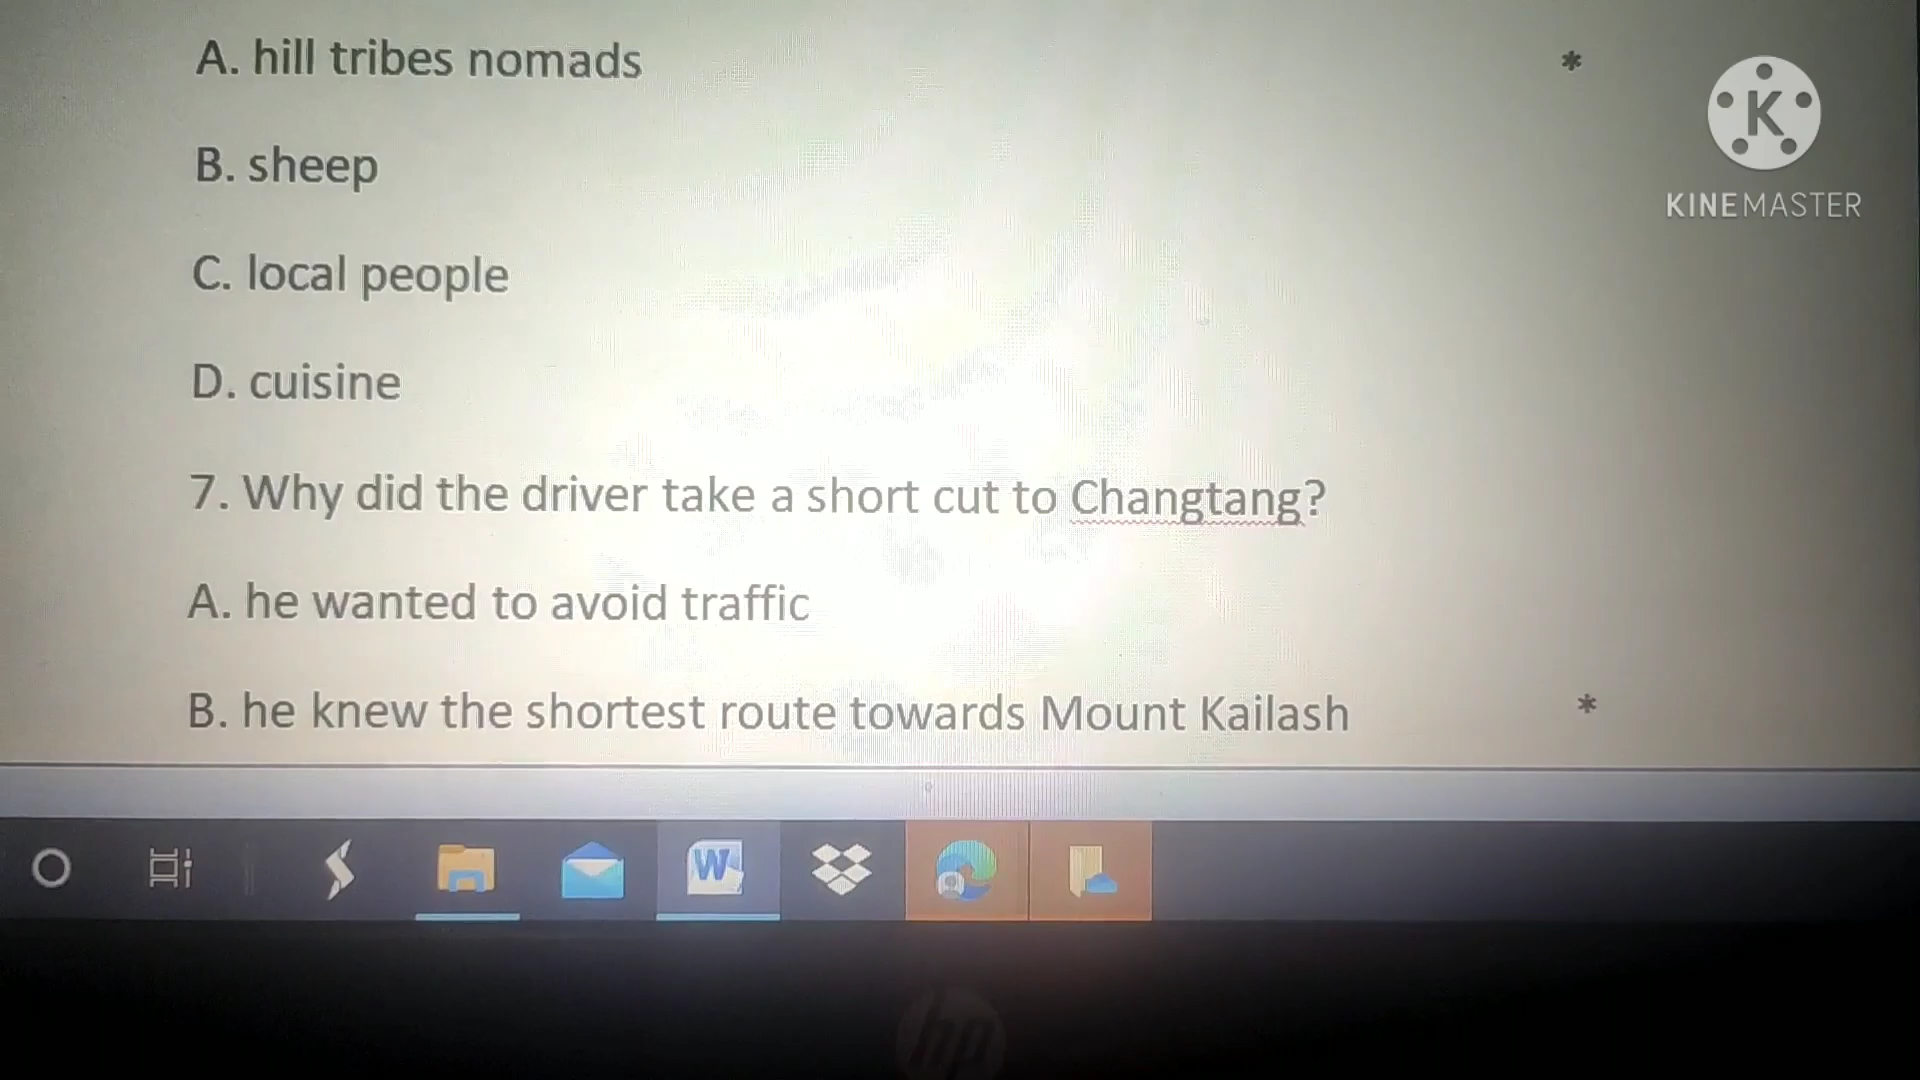 A. hill tribes nomads *
B. sheep
C. local people
D. cuisine
7. Why did the driver take a short cut to Changtang?
A. he wanted to avoid traffic
B. he knew the shortest route towards Mount Kailash *
K
KINEMASTER
W
hp